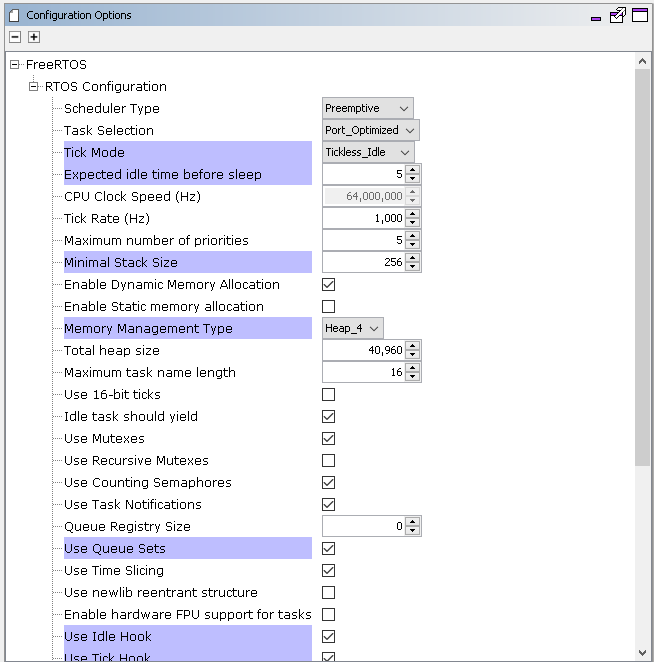 Configuration Options
FreeRTOS
RTOS Configuration
Scheduler Type Preemptive
Task Selection Port_Optimized
Tick Mode Tickless_Idle
Expected idle time before sleep 5
CPU Clock Speed (Hz) 64,000,000
Tick Rate (Hz) 1,000
Maximum number of priorities 5
Minimal Stack Size 256
Enable Dynamic Memory Allocation
Enable Static memory allocation
Memory Management Type Heap_4
Total heap size 40,960
Maximum task name length 16
Use 16-bit ticks
Idle task should yield
Use Mutexes
Use Recursive Mutexes
Use Counting Semaphores
Use Task Notifications
Queue Registry Size 0
Use Queue Sets
Use Time Slicing
Use newlib reentrant structure
Enable hardware FPU support for tasks
Use Idle Hook
Use Tick Hook